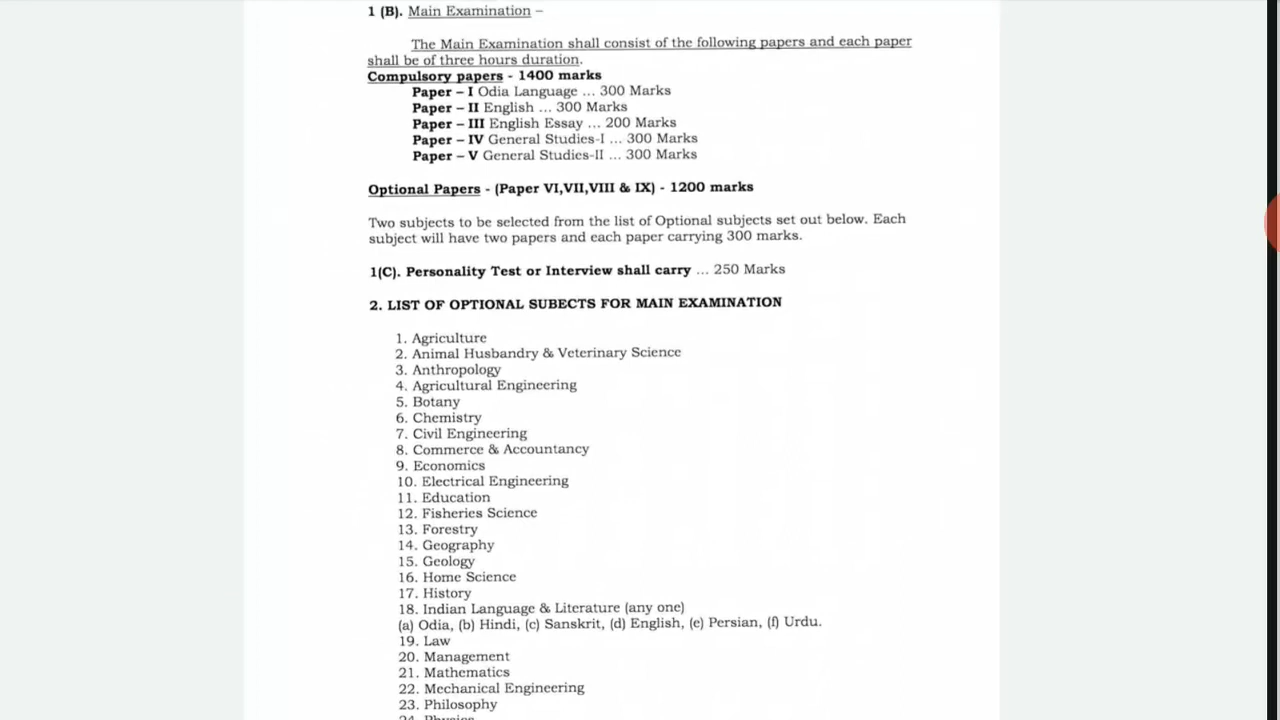 1 (B). Main Examination –
The Main Examination shall consist of the following papers and each paper
shall be of three hours duration.
Compulsory papers - 1400 marks
Paper – I Odia Language ... 300 Marks
Paper – II English ... 300 Marks
Paper – III English Essay ... 200 Marks
Paper – IV General Studies-I ... 300 Marks
Paper – V General Studies-II ... 300 Marks
Optional Papers - (Paper VI,VII,VIII & IX) - 1200 marks
Two subjects to be selected from the list of Optional subjects set out below. Each
subject will have two papers and each paper carrying 300 marks.
1(C). Personality Test or Interview shall carry ... 250 Marks
2. LIST OF OPTIONAL SUBECTS FOR MAIN EXAMINATION
1. Agriculture
2. Animal Husbandry & Veterinary Science
3. Anthropology
4. Agricultural Engineering
5. Botany
6. Chemistry
7. Civil Engineering
8. Commerce & Accountancy
9. Economics
10. Electrical Engineering
11. Education
12. Fisheries Science
13. Forestry
14. Geography
15. Geology
16. Home Science
17. History
18. Indian Language & Literature (any one)
(a) Odia, (b) Hindi, (c) Sanskrit, (d) English, (e) Persian, (f) Urdu.
19. Law
20. Management
21. Mathematics
22. Mechanical Engineering
23. Philosophy
24. Physics